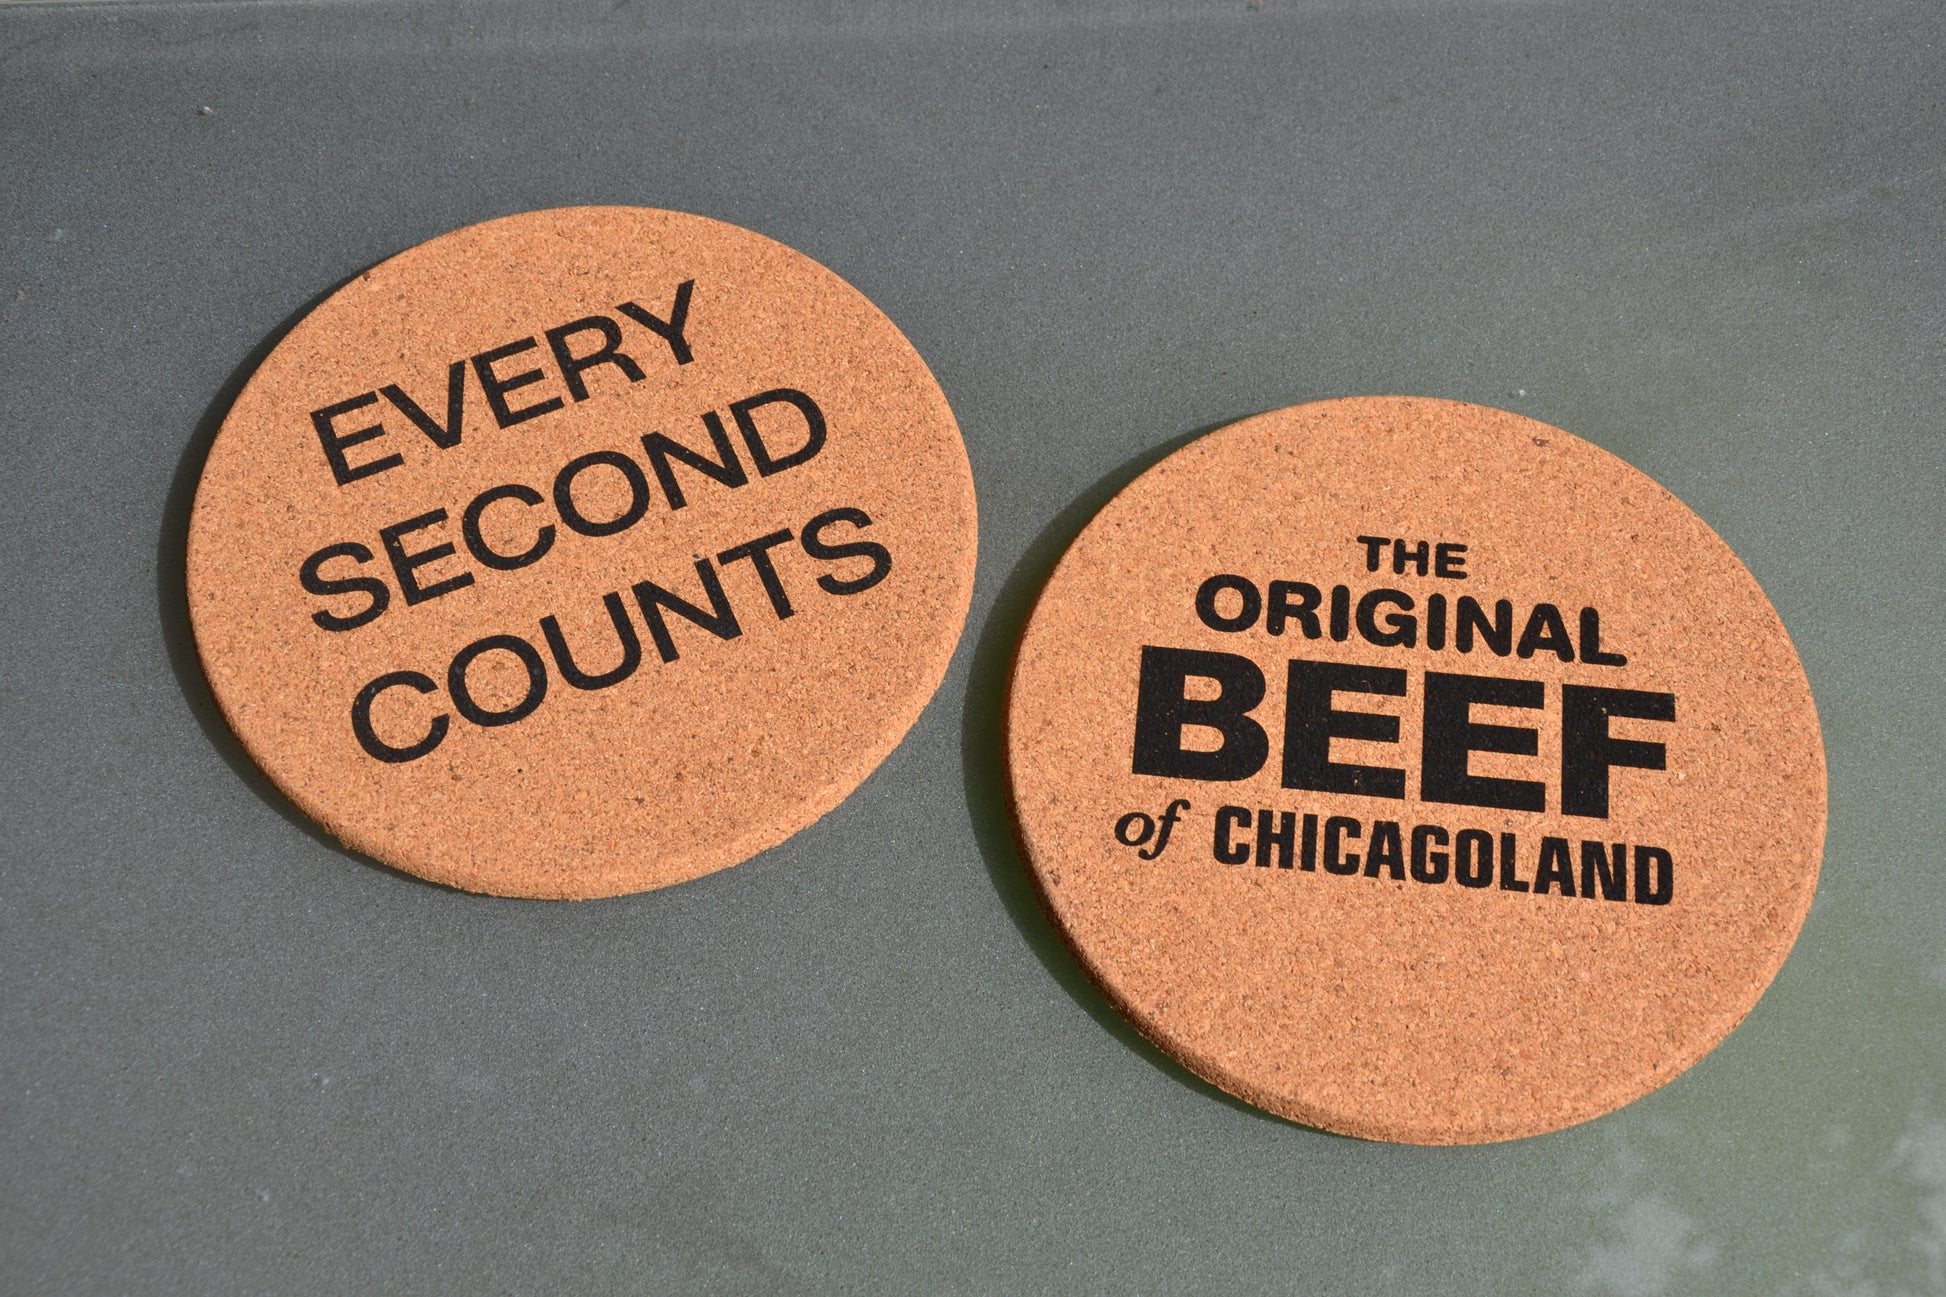 EVERY
SECOND
COUNTS
THE
ORIGINAL
BEEF
of CHICAGOLAND